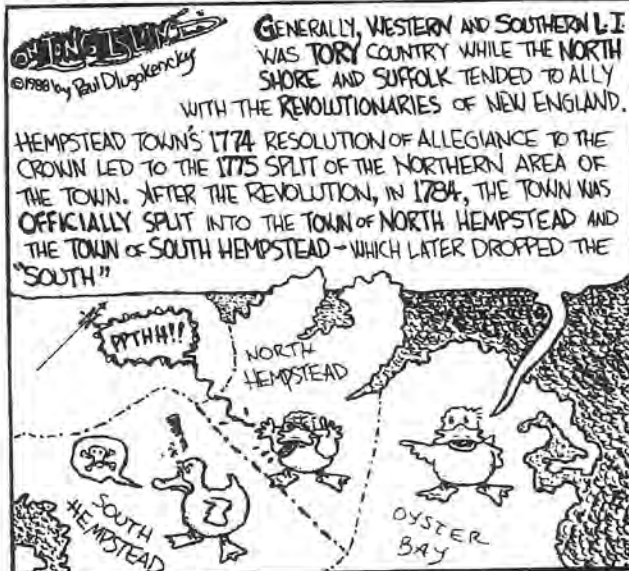 ©1988 by Paul Dlugokencky
GENERALLY, WESTERN AND SOUTHERN L.I.
WAS TORY COUNTRY WHILE THE NORTH
SHORE AND SUFFOLK TENDED TO ALLY
WITH THE REVOLUTIONARIES OF NEW ENGLAND.
HEMPSTEAD TOWN'S 1774 RESOLUTION OF ALLEGIANCE TO THE
CROWN LED TO THE 1775 SPLIT OF THE NORTHERN AREA OF
THE TOWN. AFTER THE REVOLUTION, IN 1784, THE TOWN WAS
OFFICIALLY SPLIT INTO THE TOWN OF NORTH HEMPSTEAD AND
THE TOWN OF SOUTH HEMPSTEAD - WHICH LATER DROPPED THE
"SOUTH"
PPTHH!!
NORTH
HEMPSTEAD
SOUTH
HEMPSTEAD
OYSTER
BAY